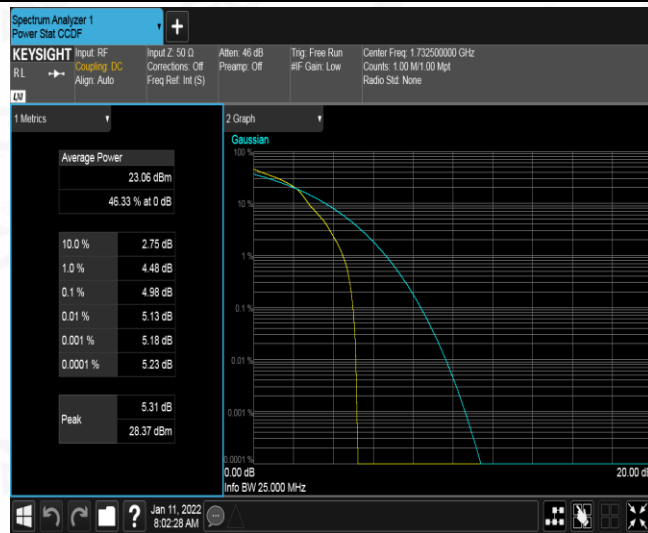 Spectrum Analyzer 1
Power Stat CCDF
+
KEYSIGHT
RL
LXI
Input: RF
Coupling: DC
Align: Auto
Input Z: 50 Ω
Corrections: Off
Freq Ref: Int (S)
Atten: 46 dB
Preamp: Off
Trig: Free Run
#IF Gain: Low
Center Freq: 1.732500000 GHz
Counts: 1.00 M/1.00 Mpt
Radio Std: None
1 Metrics
Average Power
23.06 dBm
46.33 % at 0 dB
10.0 % 2.75 dB
1.0 % 4.48 dB
0.1 % 4.98 dB
0.01 % 5.13 dB
0.001 % 5.18 dB
0.0001 % 5.23 dB
Peak
5.31 dB
28.37 dBm
2 Graph
Gaussian
100 %
10 %
1 %
0.1 %
0.01 %
0.001 %
0.0001 %
0.00 dB
20.00 dB
Info BW 25.000 MHz
?
Jan 11, 2022
8:02:28 AM